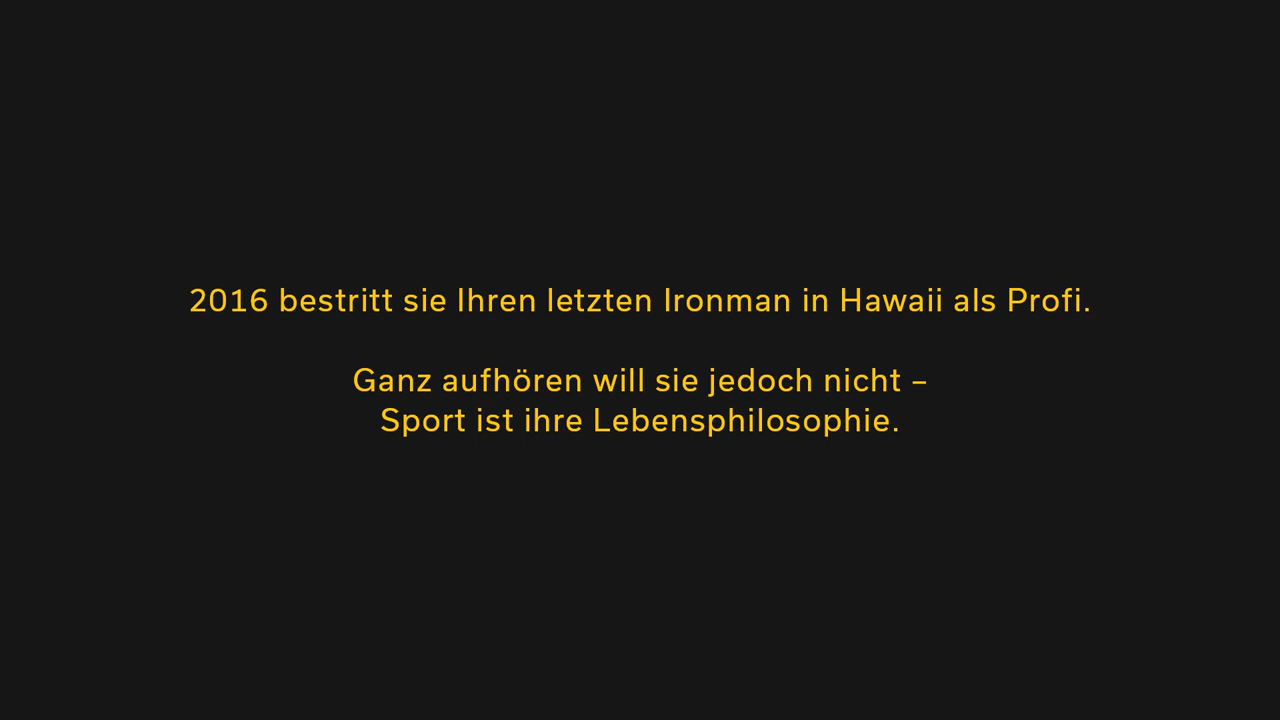 2016 bestritt sie Ihren letzten Ironman in Hawaii als Profi.
Ganz aufhören will sie jedoch nicht –
Sport ist ihre Lebensphilosophie.